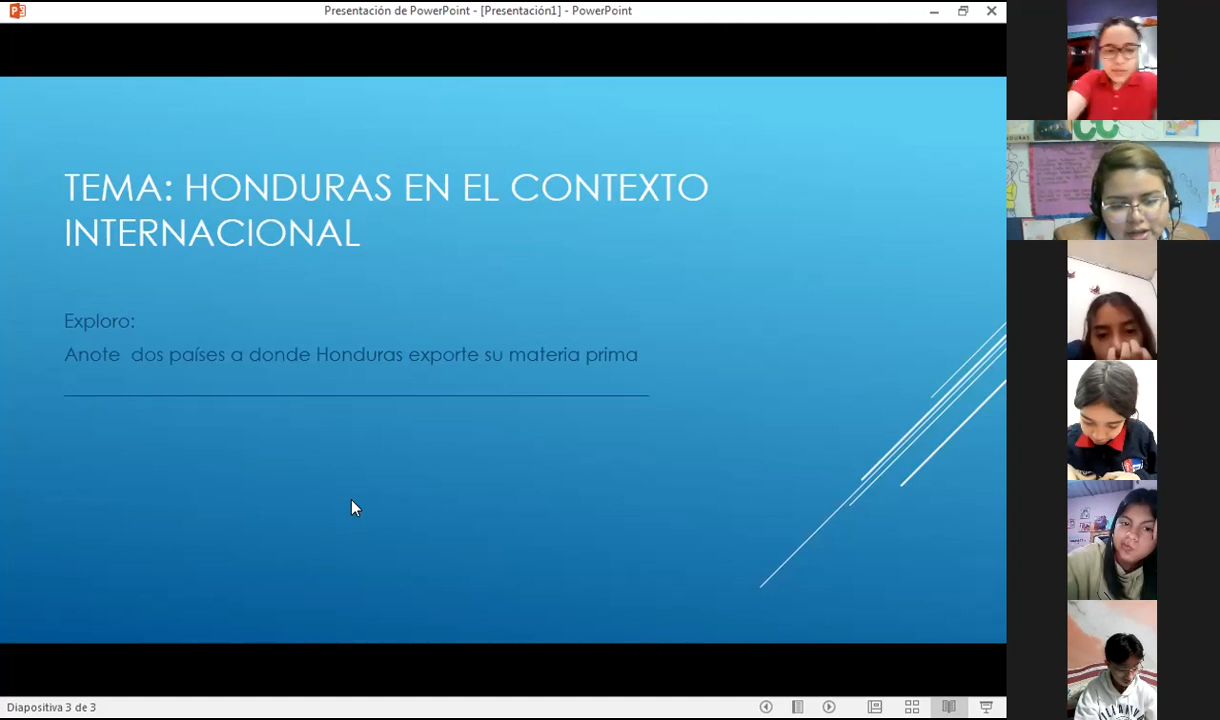 Presentación de PowerPoint - [Presentación1] - PowerPoint
TEMA: HONDURAS EN EL CONTEXTO
INTERNACIONAL
Exploro:
Anote dos países a donde Honduras exporte su materia prima
Diapositiva 3 de 3